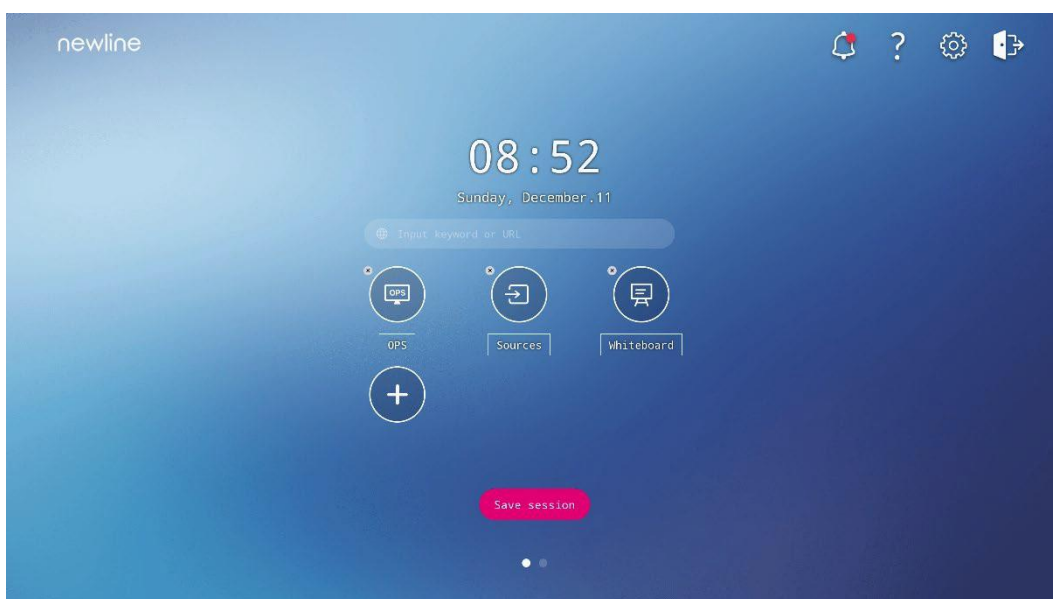 newline
?
08:52
Sunday, December.11
Input keyword or URL
OPS
OPS
Sources
Whiteboard
Save session